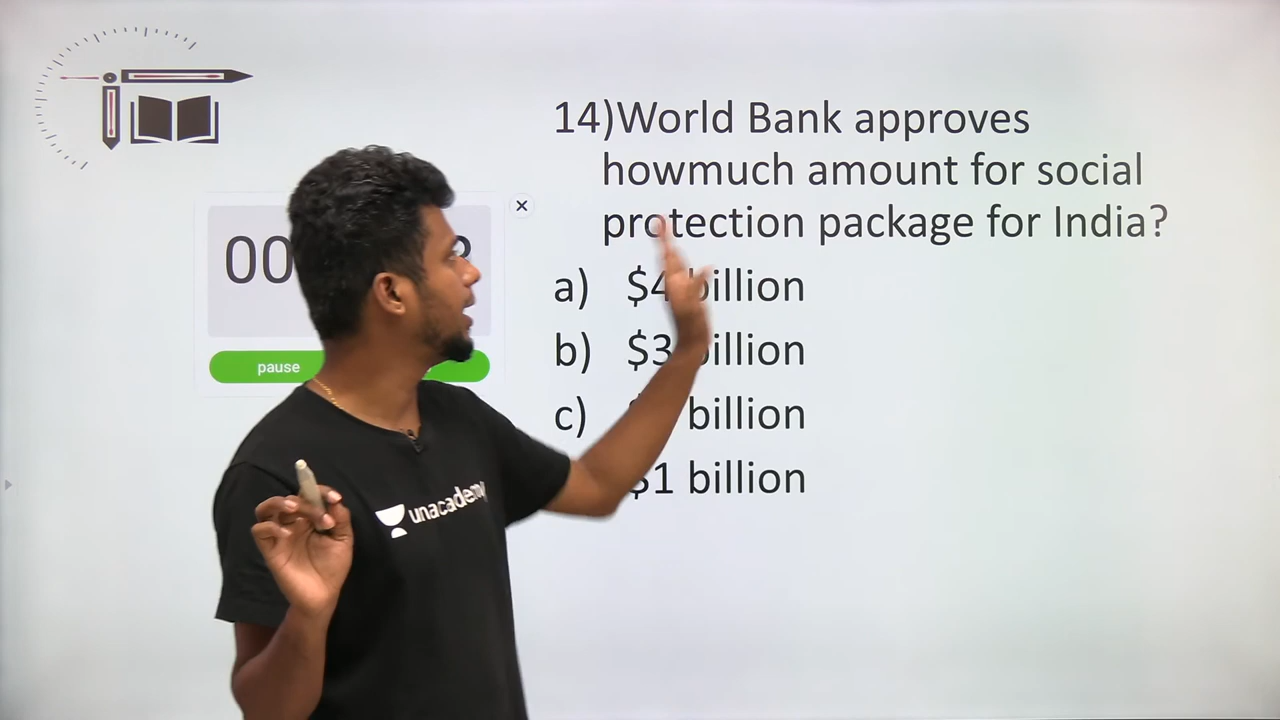 14)World Bank approves
howmuch amount for social
protection package for India?
00
pause
a) $4 billion
b) $3 billion
c) billion
$1 billion
unacademy